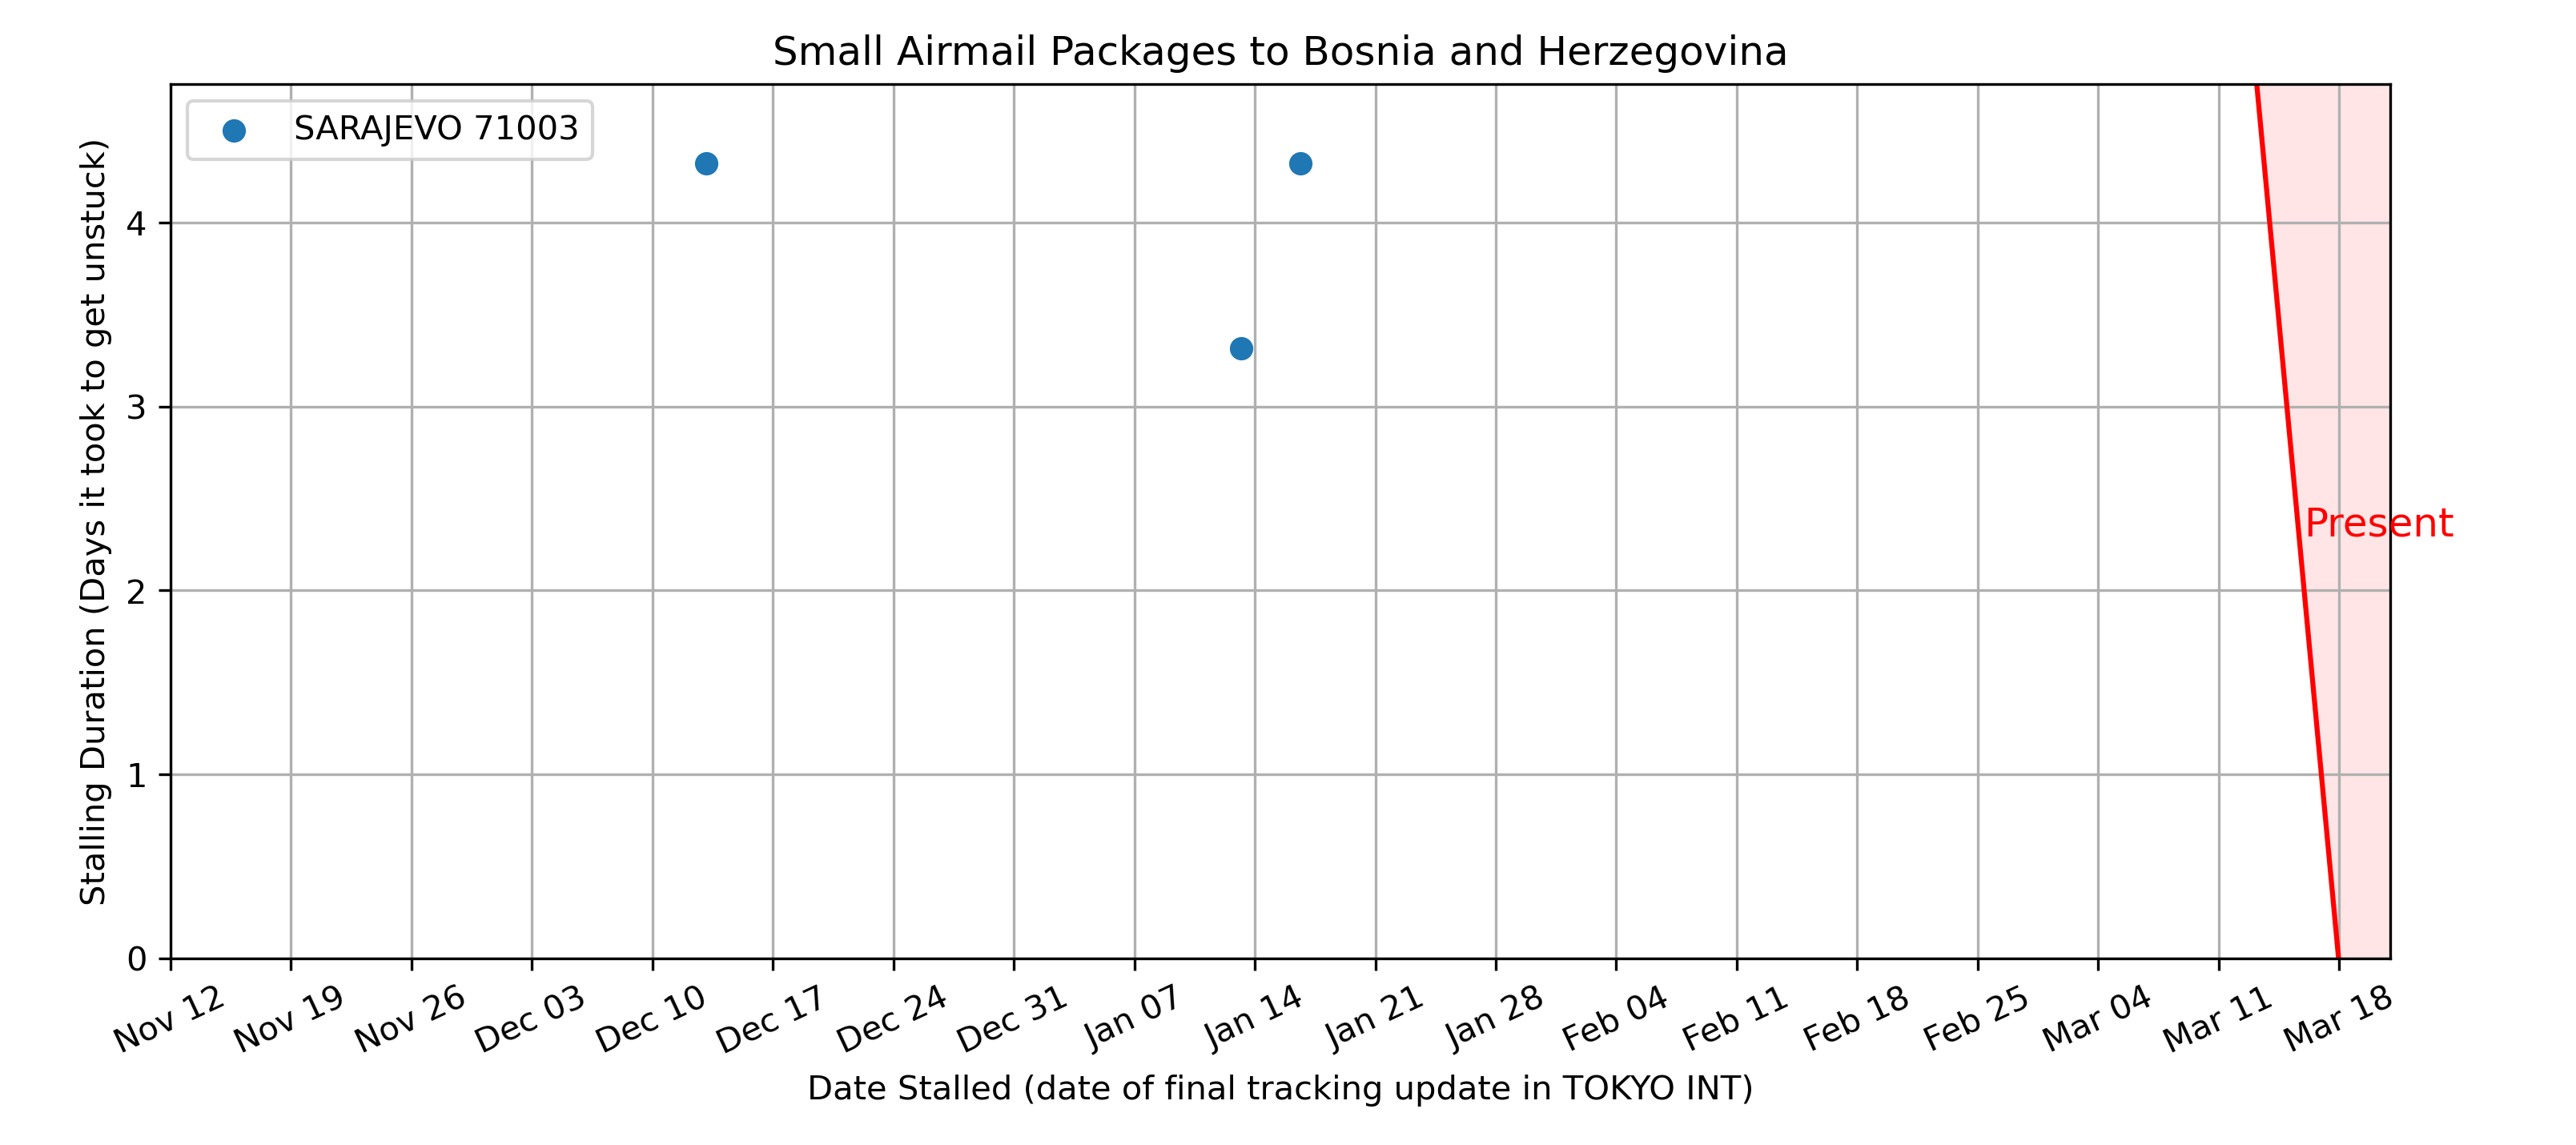 Small Airmail Packages to Bosnia and Herzegovina
SARAJEVO 71003
Stalling Duration (Days it took to get unstuck)
4
3
2
1
0
Present
Nov 12
Nov 19
Nov 26
Dec 03
Dec 10
Dec 17
Dec 24
Dec 31
Jan 07
Jan 14
Jan 21
Jan 28
Feb 04
Feb 11
Feb 18
Feb 25
Mar 04
Mar 11
Mar 18
Date Stalled (date of final tracking update in TOKYO INT)